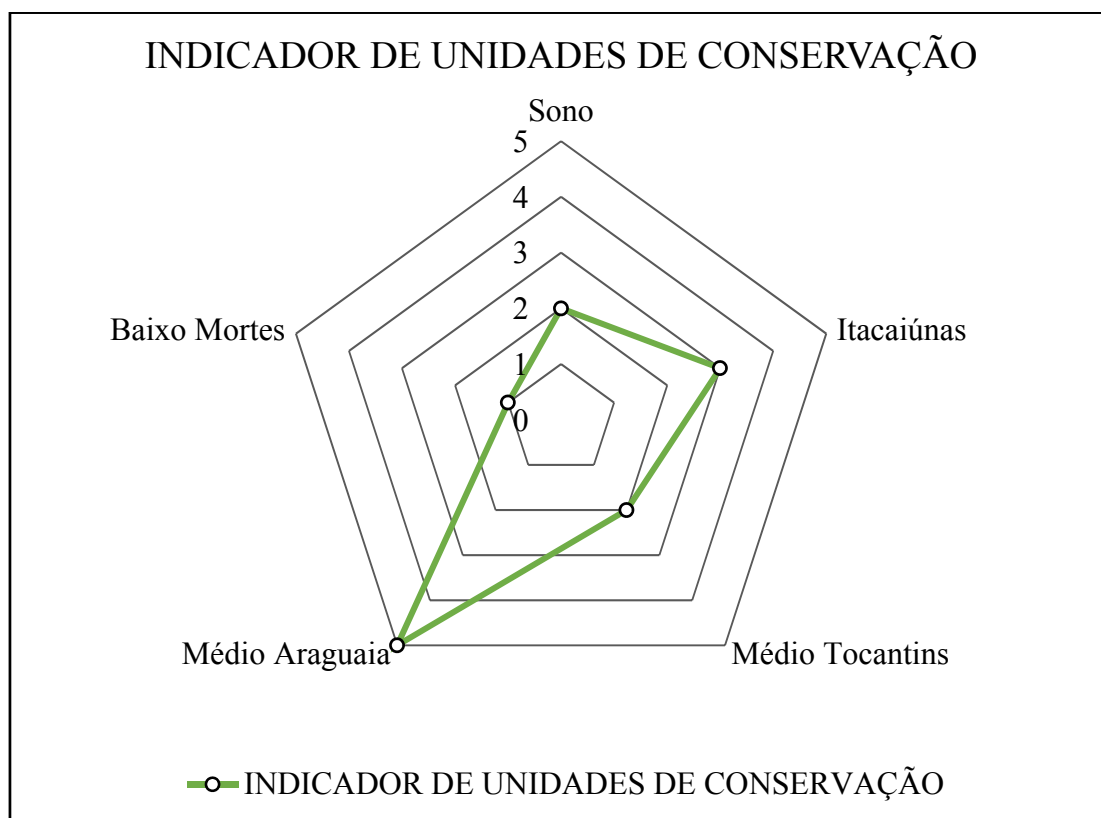 INDICADOR DE UNIDADES DE CONSERVAÇÃO
Sono
5
4
3
2
1
0
Baixo Mortes
Itacaiúnas
Médio Araguaia
Médio Tocantins
INDICADOR DE UNIDADES DE CONSERVAÇÃO